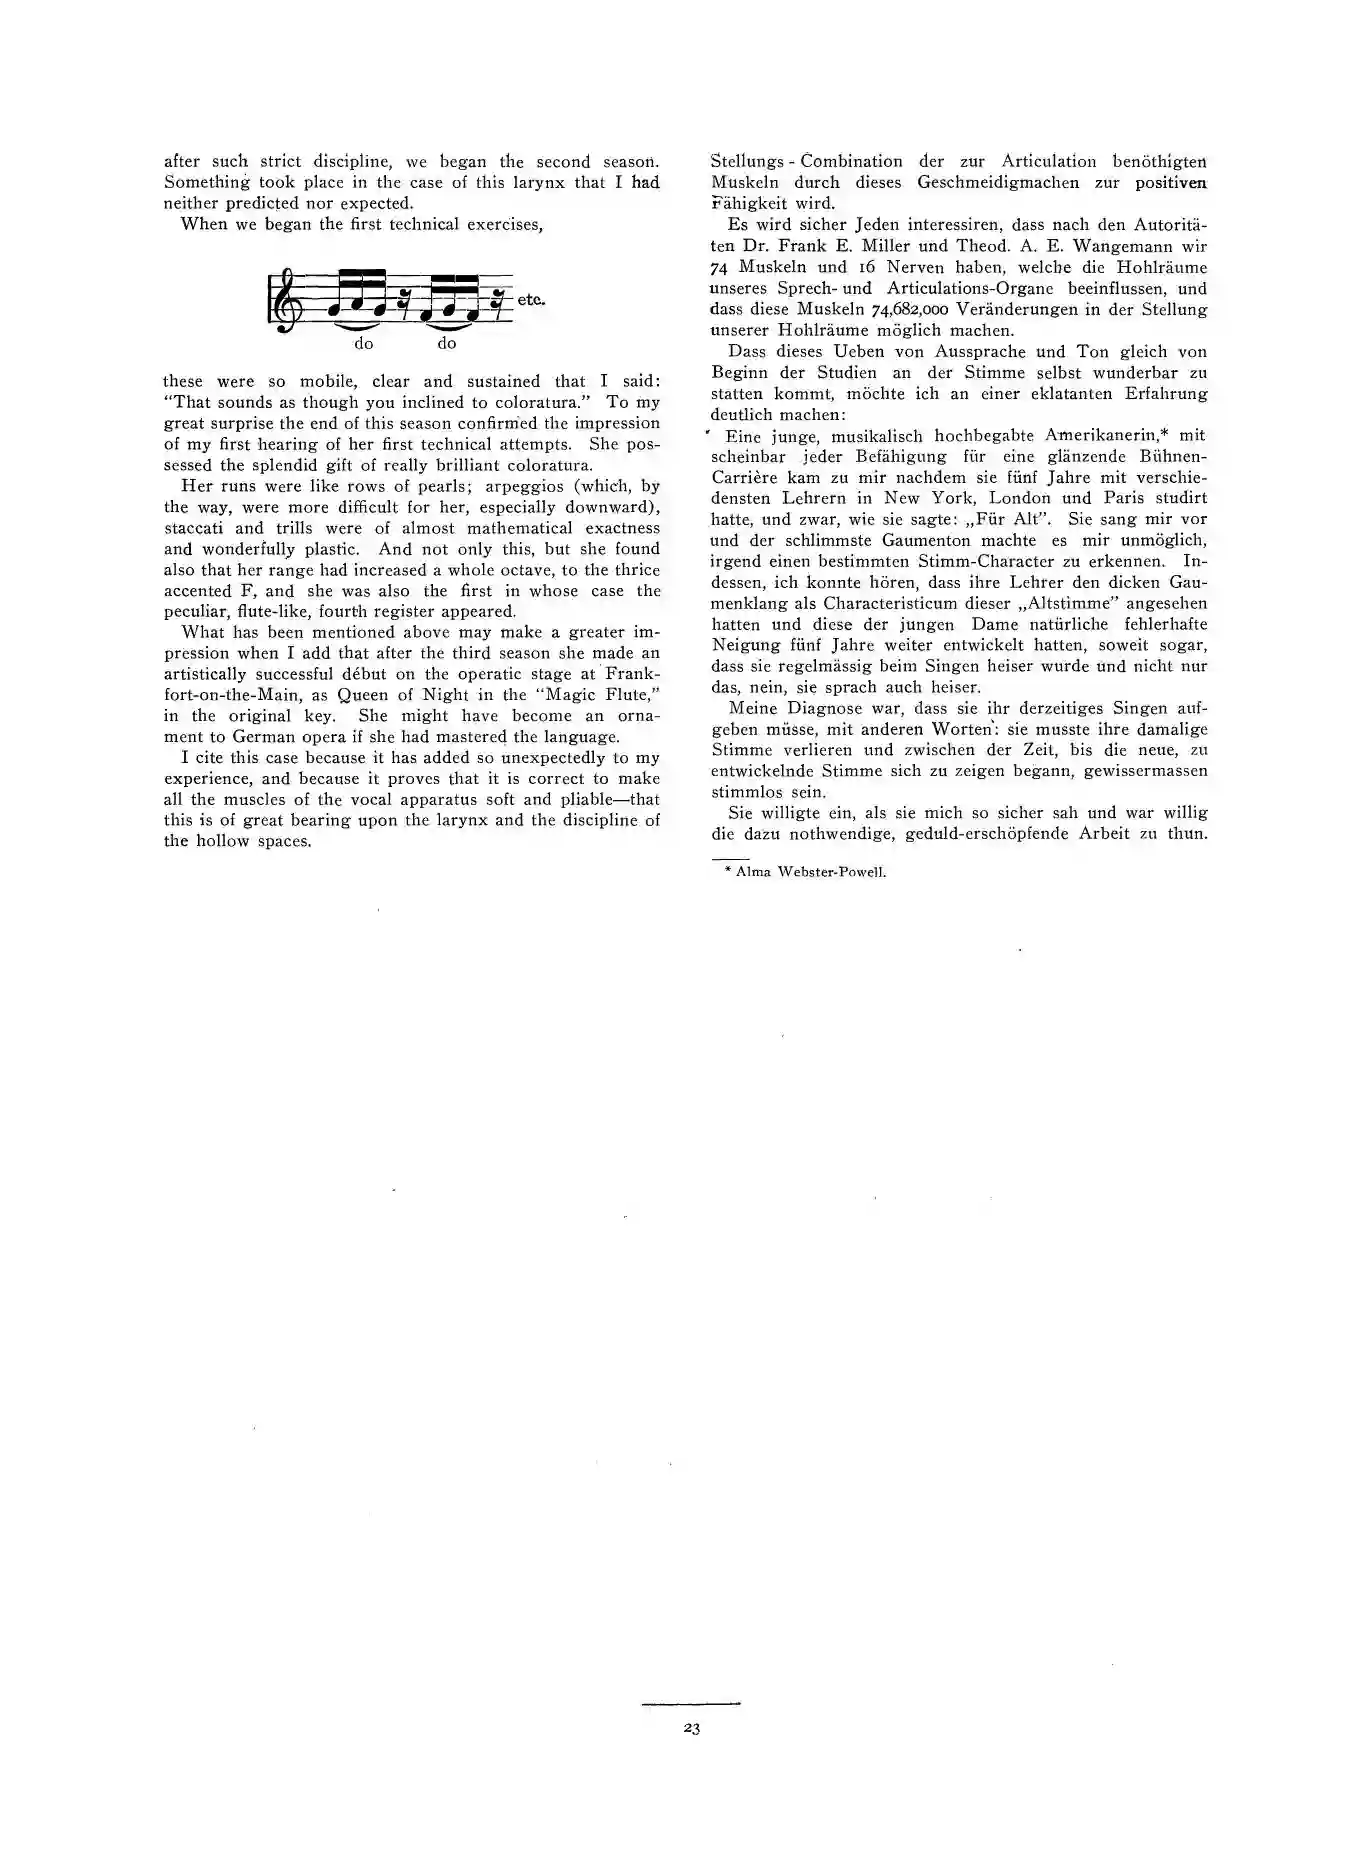 after such strict discipline, we began the second season.
Something took place in the case of this larynx that I had
neither predicted nor expected.
When we began the first technical exercises,
etc.
do do
these were so mobile, clear and sustained that I said:
“That sounds as though you inclined to coloratura.” To my
great surprise the end of this season confirmed the impression
of my first hearing of her first technical attempts. She pos-
sessed the splendid gift of really brilliant coloratura.
Her runs were like rows of pearls; arpeggios (which, by
the way, were more difficult for her, especially downward),
staccati and trills were of almost mathematical exactness
and wonderfully plastic. And not only this, but she found
also that her range had increased a whole octave, to the thrice
accented F, and she was also the first in whose case the
peculiar, flute-like, fourth register appeared.
What has been mentioned above may make a greater im-
pression when I add that after the third season she made an
artistically successful début on the operatic stage at Frank-
fort-on-the-Main, as Queen of Night in the “Magic Flute,”
in the original key. She might have become an orna-
ment to German opera if she had mastered the language.
I cite this case because it has added so unexpectedly to my
experience, and because it proves that it is correct to make
all the muscles of the vocal apparatus soft and pliable—that
this is of great bearing upon the larynx and the discipline of
the hollow spaces.
Stellungs - Combination der zur Articulation benöthigten
Muskeln durch dieses Geschmeidigmachen zur positiven
Fähigkeit wird.
Es wird sicher Jeden interessiren, dass nach den Autoritä-
ten Dr. Frank E. Miller und Theod. A. E. Wangemann wir
74 Muskeln und 16 Nerven haben, welche die Hohlräume
unseres Sprech- und Articulations-Organe beeinflussen, und
dass diese Muskeln 74,682,000 Veränderungen in der Stellung
unserer Hohlräume möglich machen.
Dass dieses Ueben von Aussprache und Ton gleich von
Beginn der Studien an der Stimme selbst wunderbar zu
statten kommt, möchte ich an einer eklatanten Erfahrung
deutlich machen:
Eine junge, musikalisch hochbegabte Amerikanerin,* mit
scheinbar jeder Befähigung für eine glänzende Bühnen-
Carrière kam zu mir nachdem sie fünf Jahre mit verschie-
densten Lehrern in New York, London und Paris studirt
hatte, und zwar, wie sie sagte: „Für Alt”. Sie sang mir vor
und der schlimmste Gaumenton machte es mir unmöglich,
irgend einen bestimmten Stimm-Character zu erkennen. In-
dessen, ich konnte hören, dass ihre Lehrer den dicken Gau-
menklang als Characteristicum dieser „Altstimme” angesehen
hatten und diese der jungen Dame natürliche fehlerhafte
Neigung fünf Jahre weiter entwickelt hatten, soweit sogar,
dass sie regelmässig beim Singen heiser wurde und nicht nur
das, nein, sie sprach auch heiser.
Meine Diagnose war, dass sie ihr derzeitiges Singen auf-
geben müsse, mit anderen Worten: sie musste ihre damalige
Stimme verlieren und zwischen der Zeit, bis die neue, zu
entwickelnde Stimme sich zu zeigen begann, gewissermassen
stimmlos sein.
Sie willigte ein, als sie mich so sicher sah und war willig
die dazu nothwendige, geduld-erschöpfende Arbeit zu thun.
* Alma Webster-Powell.
23